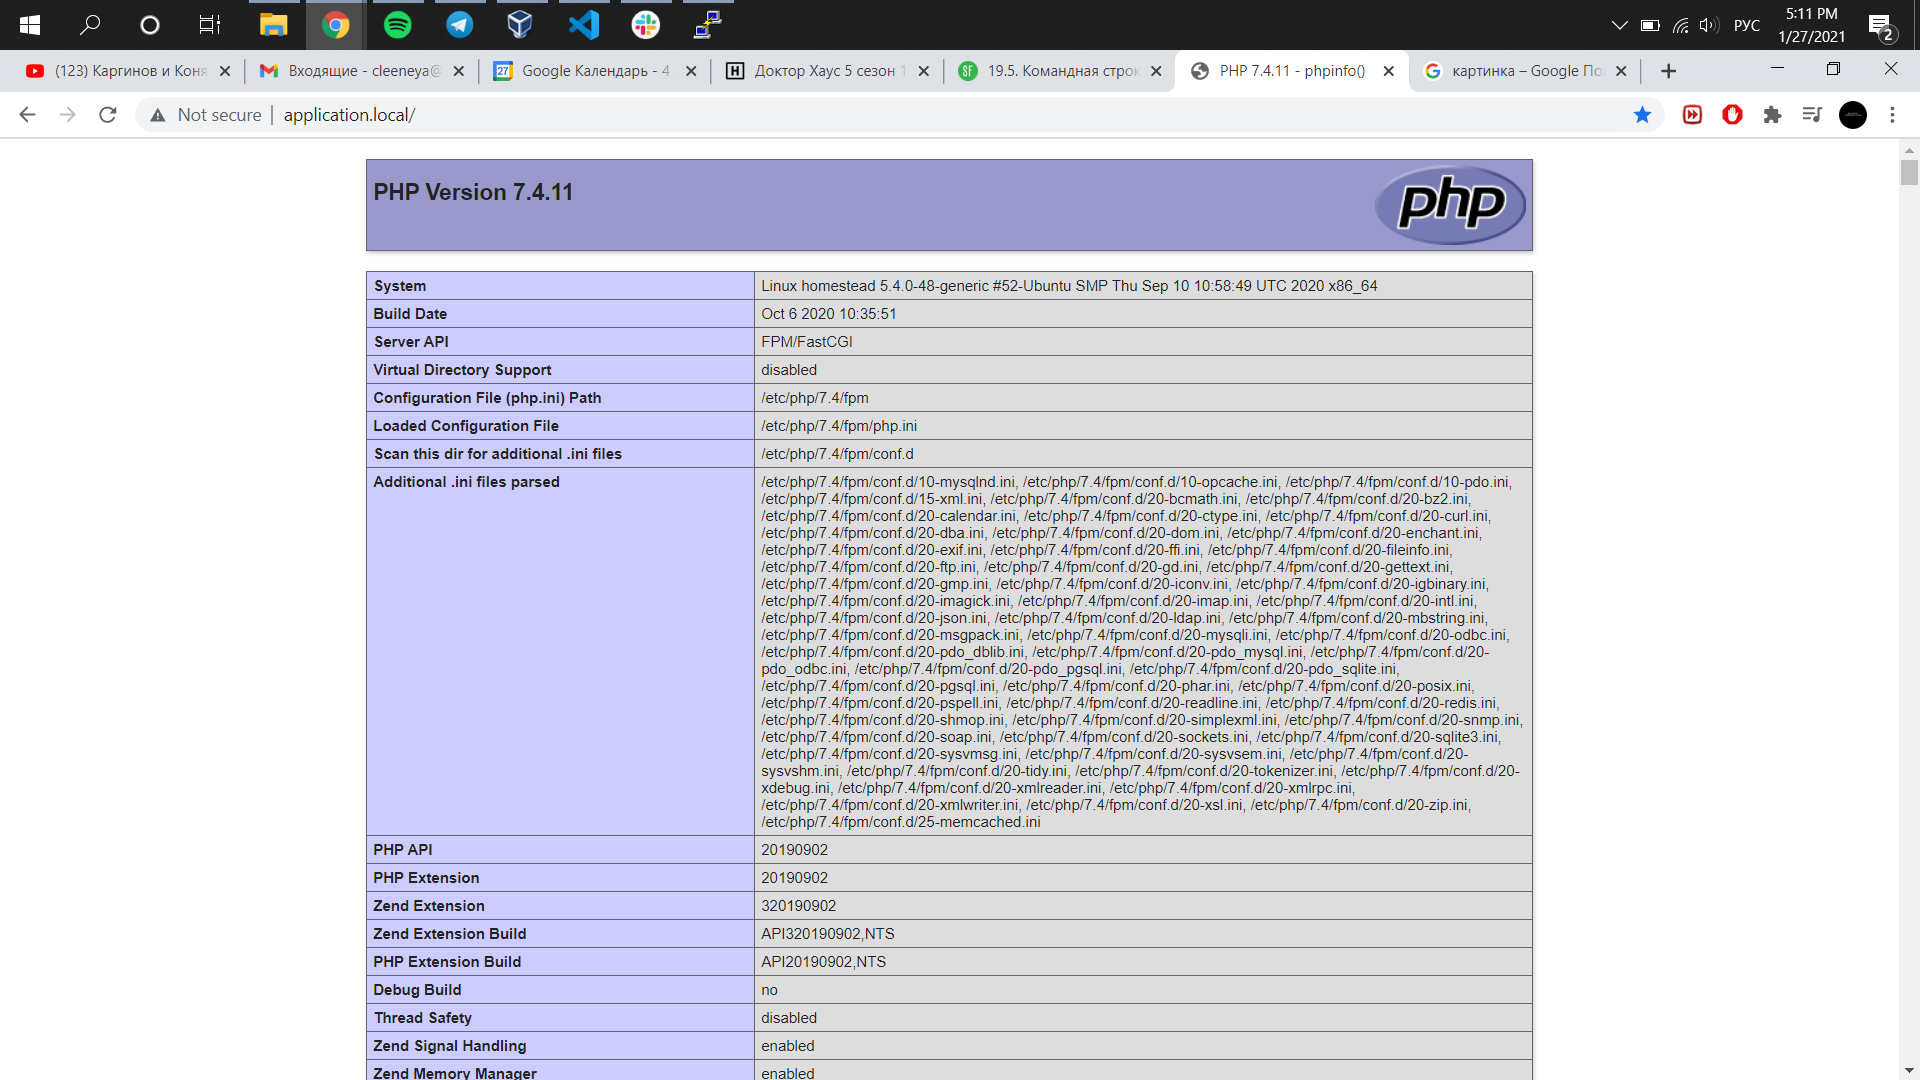 5:11 PM
РУС
1/27/2021
2
(123) Каргинов и Коня
Входящие - cleeneya@
27
Google Календарь - 4
H
Доктор Хаус 5 сезон 1
SF
19.5. Командная строк
PHP 7.4.11 - phpinfo()
картинка – Google По
Not secure
application.local/
PHP Version 7.4.11
php
System Linux homestead 5.4.0-48-generic #52-Ubuntu SMP Thu Sep 10 10:58:49 UTC 2020 x86_64
Build Date Oct 6 2020 10:35:51
Server API FPM/FastCGI
Virtual Directory Support disabled
Configuration File (php.ini) Path /etc/php/7.4/fpm
Loaded Configuration File /etc/php/7.4/fpm/php.ini
Scan this dir for additional .ini files /etc/php/7.4/fpm/conf.d
Additional .ini files parsed /etc/php/7.4/fpm/conf.d/10-mysqlnd.ini, /etc/php/7.4/fpm/conf.d/10-opcache.ini, /etc/php/7.4/fpm/conf.d/10-pdo.ini,
/etc/php/7.4/fpm/conf.d/15-xml.ini, /etc/php/7.4/fpm/conf.d/20-bcmath.ini, /etc/php/7.4/fpm/conf.d/20-bz2.ini,
/etc/php/7.4/fpm/conf.d/20-calendar.ini, /etc/php/7.4/fpm/conf.d/20-ctype.ini, /etc/php/7.4/fpm/conf.d/20-curl.ini,
/etc/php/7.4/fpm/conf.d/20-dba.ini, /etc/php/7.4/fpm/conf.d/20-dom.ini, /etc/php/7.4/fpm/conf.d/20-enchant.ini,
/etc/php/7.4/fpm/conf.d/20-exif.ini, /etc/php/7.4/fpm/conf.d/20-ffi.ini, /etc/php/7.4/fpm/conf.d/20-fileinfo.ini,
/etc/php/7.4/fpm/conf.d/20-ftp.ini, /etc/php/7.4/fpm/conf.d/20-gd.ini, /etc/php/7.4/fpm/conf.d/20-gettext.ini,
/etc/php/7.4/fpm/conf.d/20-gmp.ini, /etc/php/7.4/fpm/conf.d/20-iconv.ini, /etc/php/7.4/fpm/conf.d/20-igbinary.ini,
/etc/php/7.4/fpm/conf.d/20-imagick.ini, /etc/php/7.4/fpm/conf.d/20-imap.ini, /etc/php/7.4/fpm/conf.d/20-intl.ini,
/etc/php/7.4/fpm/conf.d/20-json.ini, /etc/php/7.4/fpm/conf.d/20-ldap.ini, /etc/php/7.4/fpm/conf.d/20-mbstring.ini,
/etc/php/7.4/fpm/conf.d/20-msgpack.ini, /etc/php/7.4/fpm/conf.d/20-mysqli.ini, /etc/php/7.4/fpm/conf.d/20-odbc.ini,
/etc/php/7.4/fpm/conf.d/20-pdo_dblib.ini, /etc/php/7.4/fpm/conf.d/20-pdo_mysql.ini, /etc/php/7.4/fpm/conf.d/20-
pdo_odbc.ini, /etc/php/7.4/fpm/conf.d/20-pdo_pgsql.ini, /etc/php/7.4/fpm/conf.d/20-pdo_sqlite.ini,
/etc/php/7.4/fpm/conf.d/20-pgsql.ini, /etc/php/7.4/fpm/conf.d/20-phar.ini, /etc/php/7.4/fpm/conf.d/20-posix.ini,
/etc/php/7.4/fpm/conf.d/20-pspell.ini, /etc/php/7.4/fpm/conf.d/20-readline.ini, /etc/php/7.4/fpm/conf.d/20-redis.ini,
/etc/php/7.4/fpm/conf.d/20-shmop.ini, /etc/php/7.4/fpm/conf.d/20-simplexml.ini, /etc/php/7.4/fpm/conf.d/20-snmp.ini,
/etc/php/7.4/fpm/conf.d/20-soap.ini, /etc/php/7.4/fpm/conf.d/20-sockets.ini, /etc/php/7.4/fpm/conf.d/20-sqlite3.ini,
/etc/php/7.4/fpm/conf.d/20-sysvmsg.ini, /etc/php/7.4/fpm/conf.d/20-sysvsem.ini, /etc/php/7.4/fpm/conf.d/20-
sysvshm.ini, /etc/php/7.4/fpm/conf.d/20-tidy.ini, /etc/php/7.4/fpm/conf.d/20-tokenizer.ini, /etc/php/7.4/fpm/conf.d/20-
xdebug.ini, /etc/php/7.4/fpm/conf.d/20-xmlreader.ini, /etc/php/7.4/fpm/conf.d/20-xmlrpc.ini,
/etc/php/7.4/fpm/conf.d/20-xmlwriter.ini, /etc/php/7.4/fpm/conf.d/20-xsl.ini, /etc/php/7.4/fpm/conf.d/20-zip.ini,
/etc/php/7.4/fpm/conf.d/25-memcached.ini
PHP API 20190902
PHP Extension 20190902
Zend Extension 320190902
Zend Extension Build API320190902,NTS
PHP Extension Build API20190902,NTS
Debug Build no
Thread Safety disabled
Zend Signal Handling enabled
Zend Memory Manager enabled